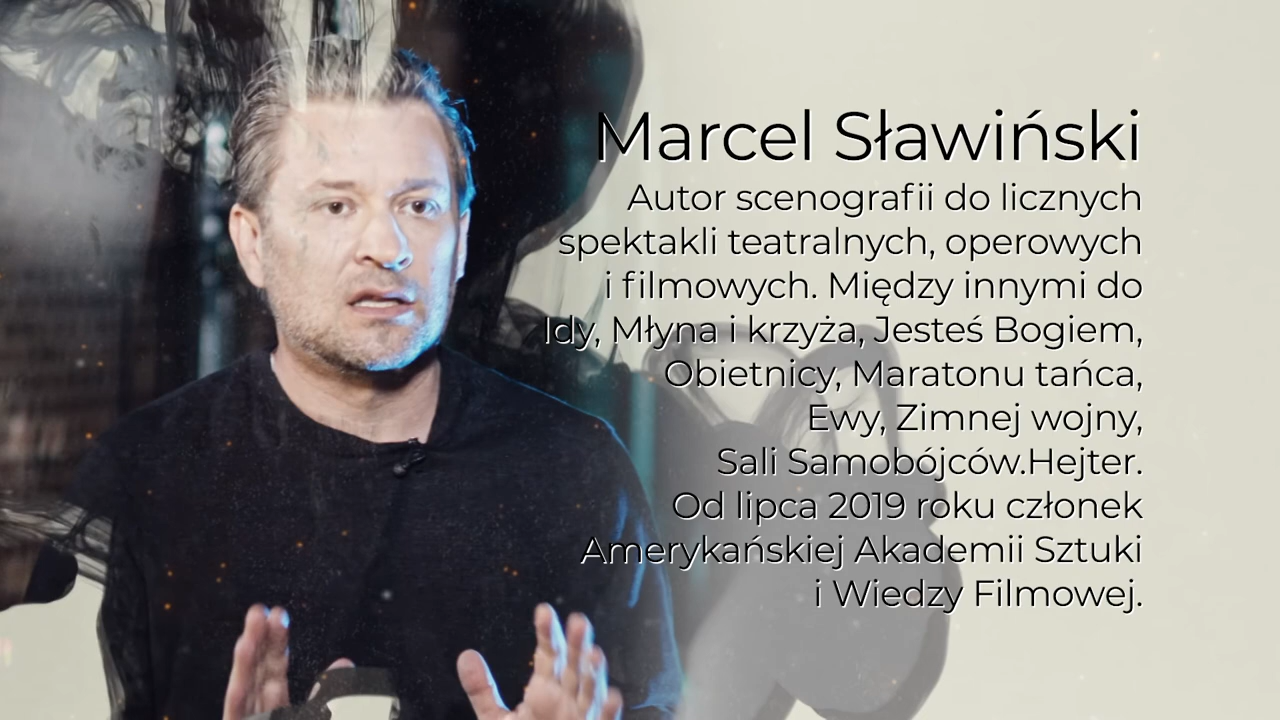 Marcel Sławiński
Autor scenografii do licznych
spektakli teatralnych, operowych
i filmowych. Między innymi do
Idy, Młyna i krzyża, Jesteś Bogiem,
Obietnicy, Maratonu tańca,
Ewy, Zimnej wojny,
Sali Samobójców.Hejter.
Od lipca 2019 roku członek
Amerykańskiej Akademii Sztuki
i Wiedzy Filmowej.